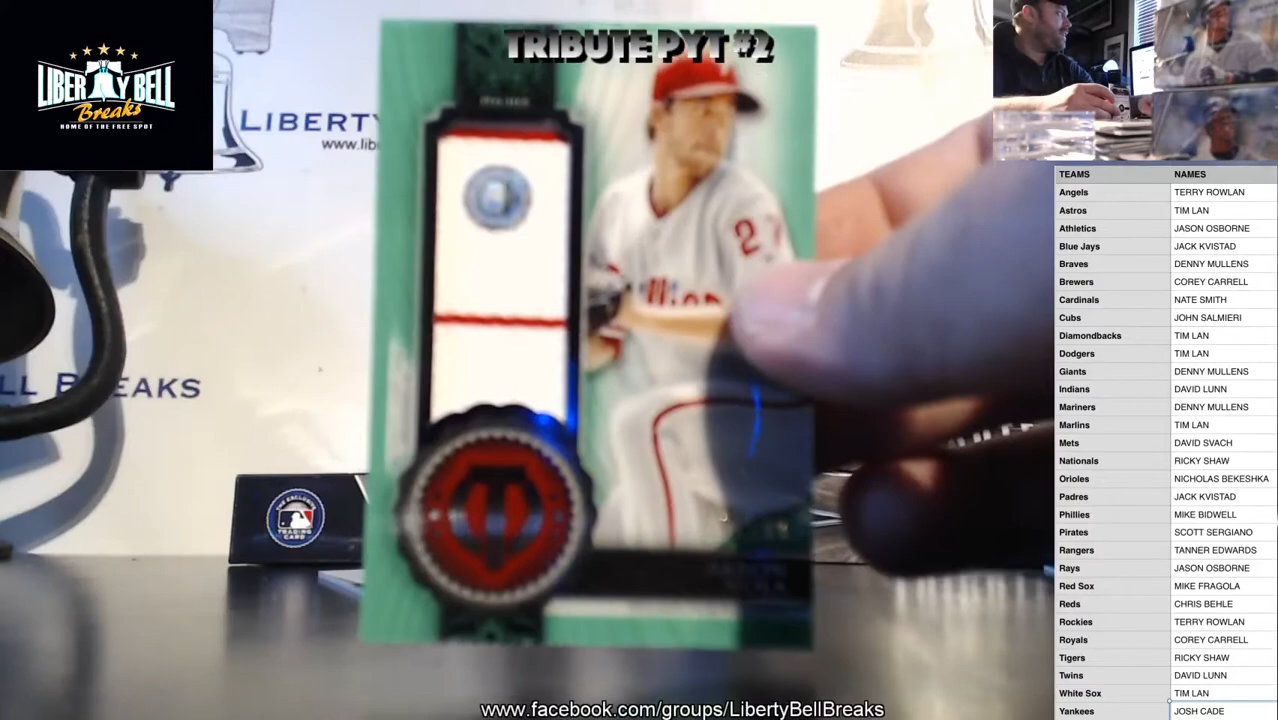 LIBERTY BELL
Breaks
HOME OF THE FREE SPOT
TRIBUTE PYT #2
LIBERTY
www.lib
LL BREAKS
27
Phillies
THE EXCLUSIVE
TRADING
CARD
www.facebook.com/groups/LibertyBellBreaks
TEAMS NAMES
Angels TERRY ROWLAN
Astros TIM LAN
Athletics JASON OSBORNE
Blue Jays JACK KVISTAD
Braves DENNY MULLENS
Brewers COREY CARRELL
Cardinals NATE SMITH
Cubs JOHN SALMIERI
Diamondbacks TIM LAN
Dodgers TIM LAN
Giants DENNY MULLENS
Indians DAVID LUNN
Mariners DENNY MULLENS
Marlins TIM LAN
Mets DAVID SVACH
Nationals RICKY SHAW
Orioles NICHOLAS BEKESHKA
Padres JACK KVISTAD
Phillies MIKE BIDWELL
Pirates SCOTT SERGIANO
Rangers TANNER EDWARDS
Rays JASON OSBORNE
Red Sox MIKE FRAGOLA
Reds CHRIS BEHLE
Rockies TERRY ROWLAN
Royals COREY CARRELL
Tigers RICKY SHAW
Twins DAVID LUNN
White Sox TIM LAN
Yankees JOSH CADE